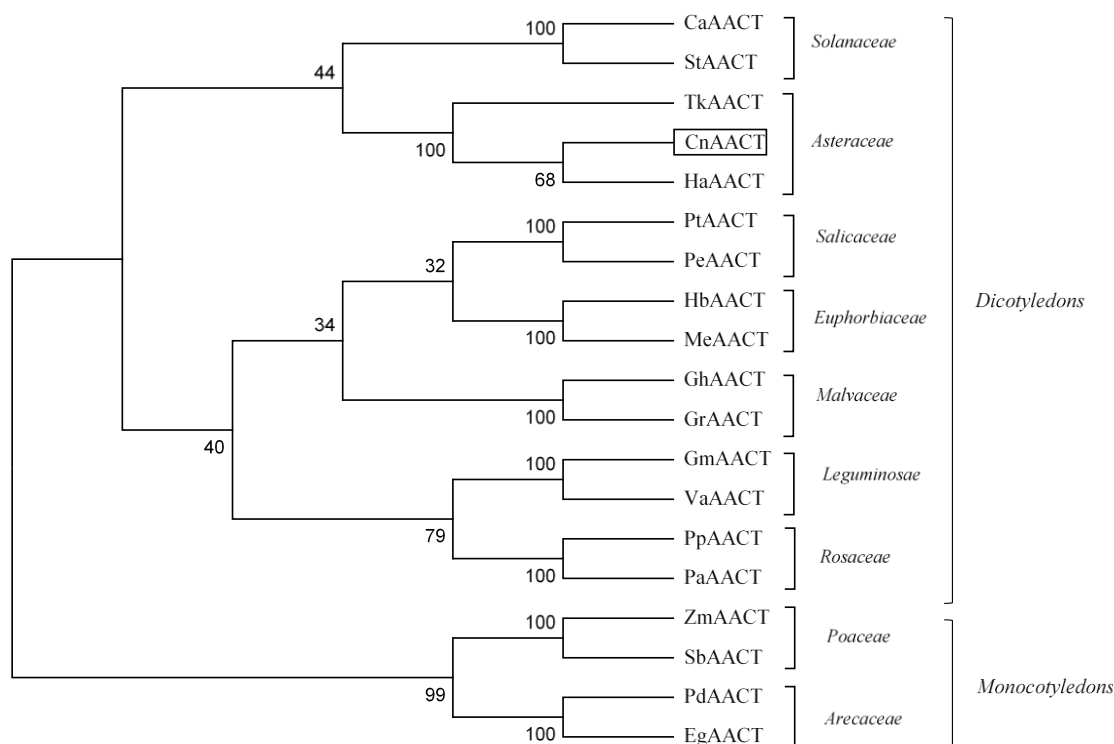 CaAACT
100
Solanaceae
StAACT
44
TkAACT
CnAACT
100
Asteraceae
68
HaAACT
PtAACT
100
Salicaceae
PeAACT
32
HbAACT
Dicotyledons
Euphorbiaceae
34
100
MeAACT
GhAACT
Malvaceae
100
GrAACT
40
GmAACT
100
Leguminosae
VaAACT
79
PpAACT
Rosaceae
100
PaAACT
ZmAACT
100
Poaceae
SbAACT
Monocotyledons
99
PdAACT
Arecaceae
100
EgAACT